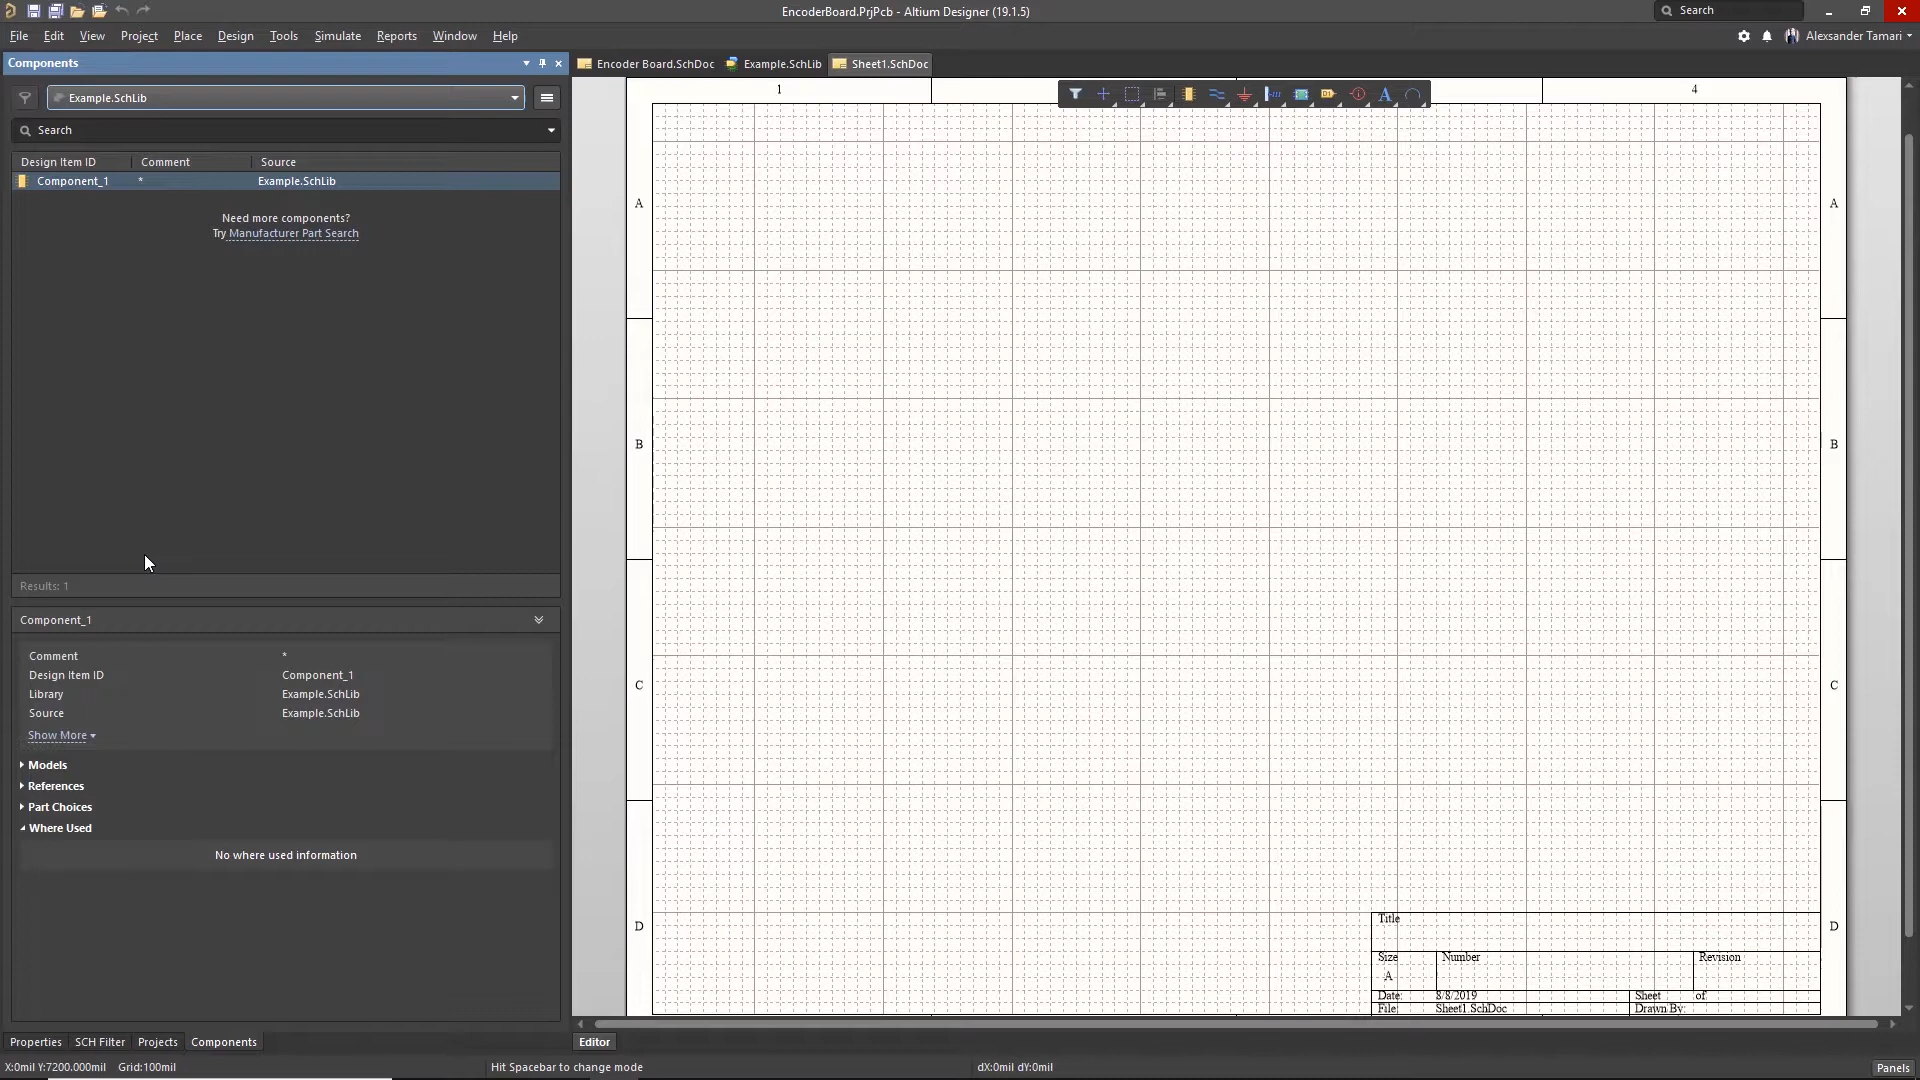 EncoderBoard.PrjPcb - Altium Designer (19.1.5)
Search
File Edit View Project Place Design Tools Simulate Reports Window Help
Alexsander Tamari
Components
Encoder Board.SchDoc Example.SchLib Sheet1.SchDoc
Example.SchLib
Search
Design Item ID Comment Source
Component_1 * Example.SchLib
Need more components?
Try Manufacturer Part Search
Results: 1
Component_1
Comment *
Design Item ID Component_1
Library Example.SchLib
Source Example.SchLib
Show More
Models
References
Part Choices
Where Used
No where used information
1 4
A A
B B
C C
D D
Title
Size Number Revision
A
Date: 8/8/2019 Sheet of
File: Sheet1.SchDoc Drawn By:
Properties SCH Filter Projects Components
Editor
X:0mil Y:7200.000mil Grid:100mil Hit Spacebar to change mode dX:0mil dY:0mil Panels